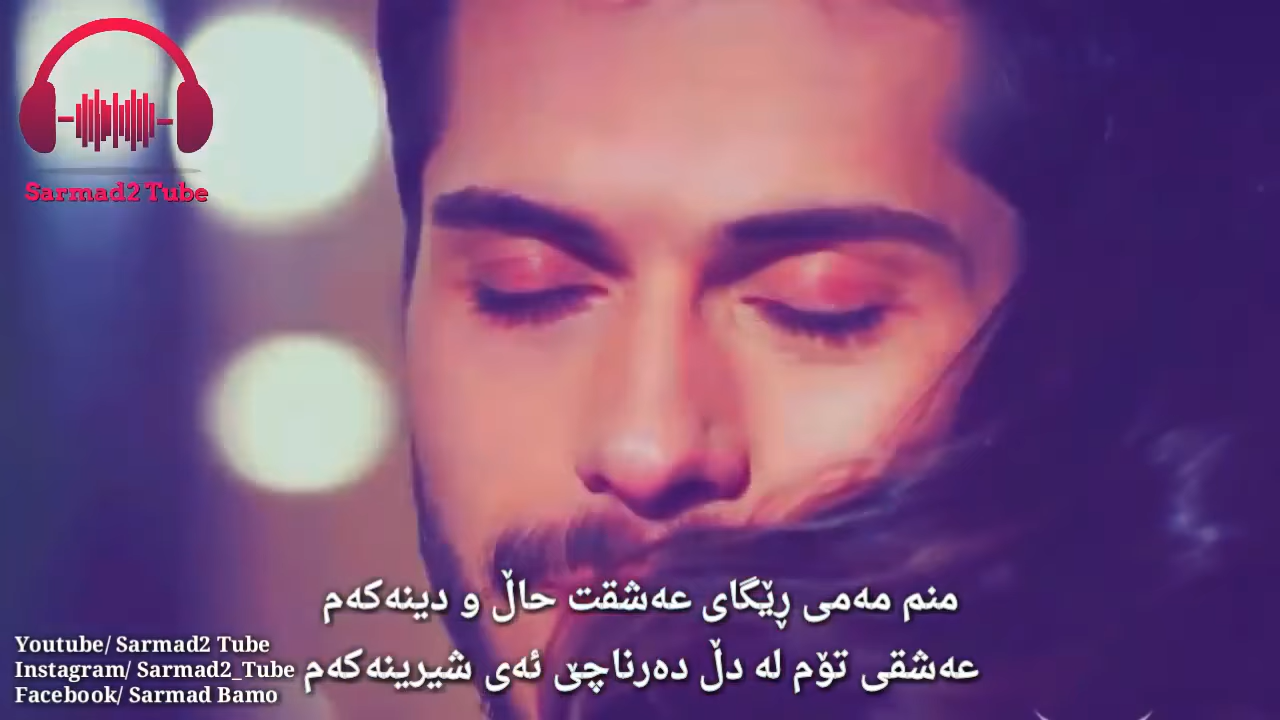 Sarmad2 Tube
منم مەمی ڕێگای عەشقت حاڵ و دینەکەم
عەشقی تۆم لە دڵ دەرناچێ ئەی شیرینەکەم
Youtube/ Sarmad2 Tube
Instagram/ Sarmad2_Tube
Facebook/ Sarmad Bamo